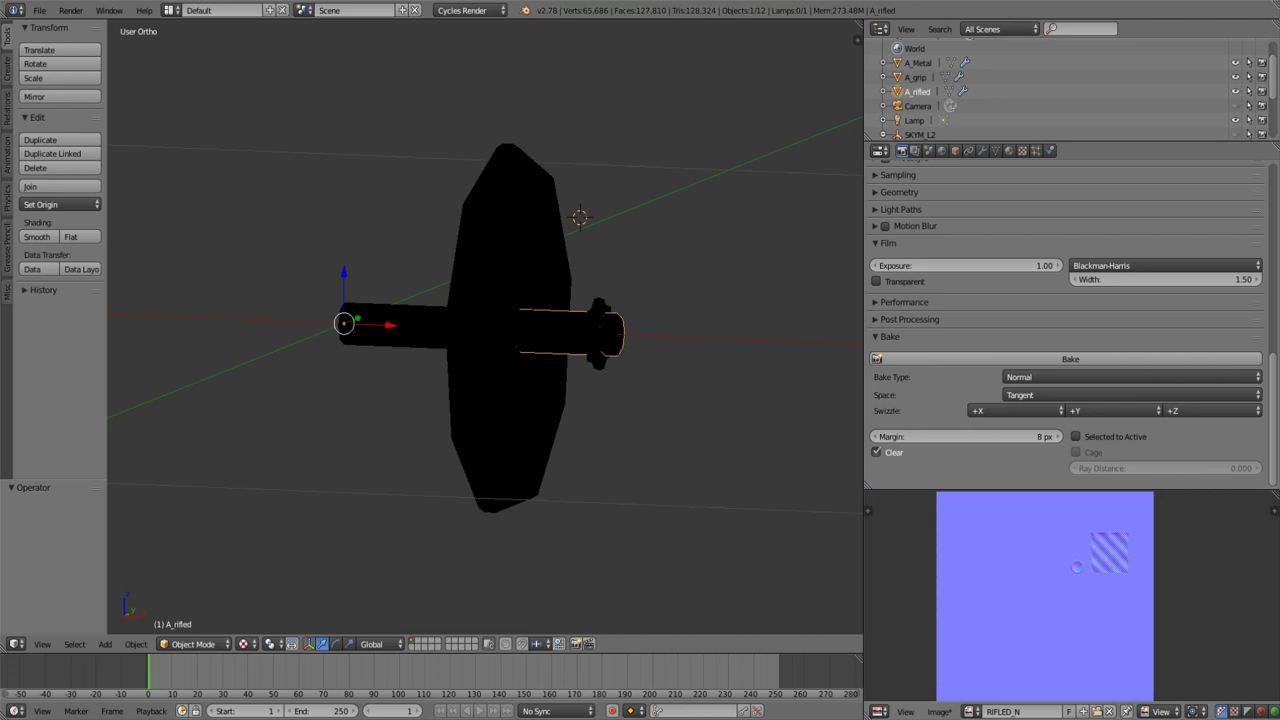 File Render Window Help Default Scene Cycles Render v2.78 | Verts:65,686 | Faces:127,810 | Tris:128,324 | Objects:1/12 | Lamps:0/1 | Mem:273.48M | A_rifled
Transform
Translate
Rotate
Scale
Mirror
Edit
Duplicate
Duplicate Linked
Delete
Join
Set Origin
Shading:
Smooth Flat
Data Transfer:
Data Data Layo
History
Operator
Tools
Create
Relations
Animation
Physics
Grease Pencil
Misc
User Ortho
(1) A_rifled
View Select Add Object Object Mode Global
-50 -40 -30 -20 -10 0 10 20 30 40 50 60 70 80 90 100 110 120 130 140 150 160 170 180 190 200 210 220 230 240 250 260 270 280
View Marker Frame Playback Start: 1 End: 250 1 No Sync
View Search All Scenes
World
A_Metal
A_grip
A_rifled
Camera
Lamp
SKYM_L2
Sampling
Geometry
Light Paths
Motion Blur
Film
Exposure: 1.00 Blackman-Harris
Transparent Width: 1.50
Performance
Post Processing
Bake
Bake
Bake Type: Normal
Space: Tangent
Swizzle: +X +Y +Z
Margin: 8 px Selected to Active
Clear Cage
Ray Distance: 0.000
View Image* RIFLED_N F View